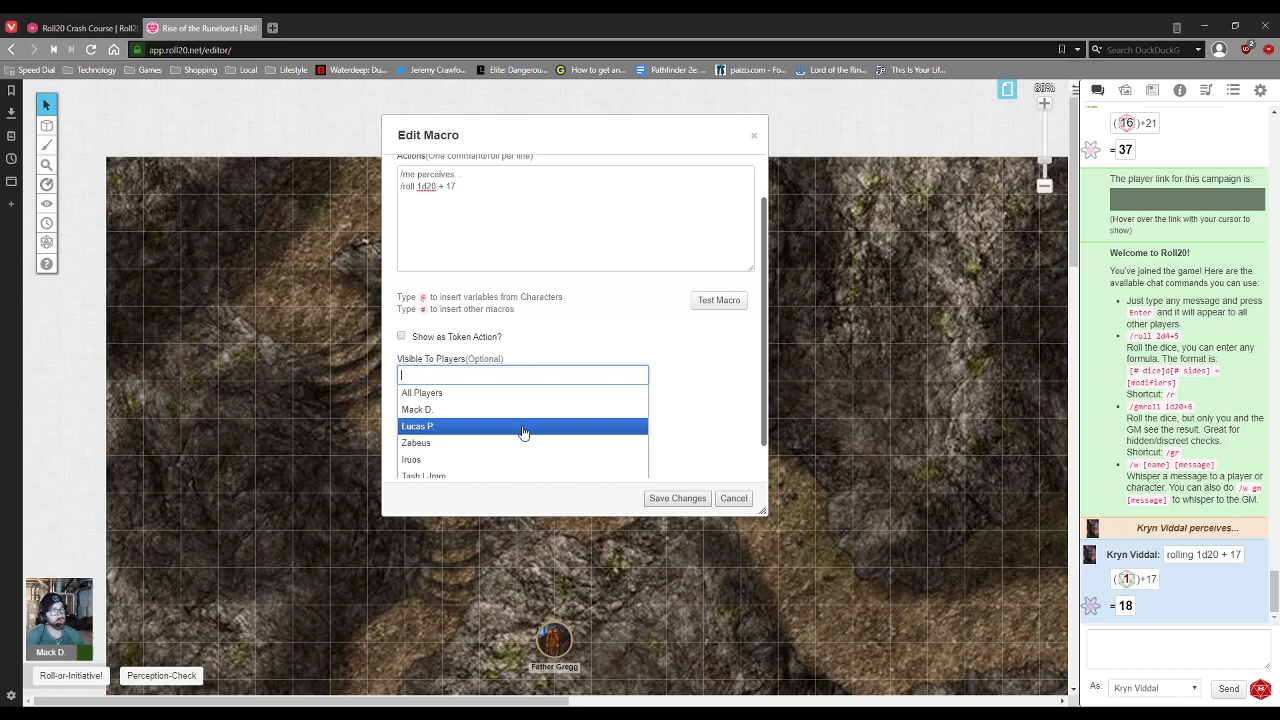 Roll20 Crash Course | Roll20
Rise of the Runelords | Roll
app.roll20.net/editor/
Search DuckDuckG
2
Speed Dial
Technology
Games
Shopping
Local
Lifestyle
Waterdeep: Du...
Jeremy Crawfo...
Elite: Dangerou...
How to get an...
Pathfinder 2e: ...
paizo.com - Fo...
Lord of the Rin...
This Is Your Lif...
88%
Edit Macro
×
Actions(One command/roll per line)
/me perceives...
/roll 1d20 + 17
Type @ to insert variables from Characters
Type # to insert other macros
Test Macro
Show as Token Action?
Visible To Players(Optional)
All Players
Mack D.
Lucas P.
Zabeus
Iruos
Save Changes
Cancel
Father Gregg
Mack D.
Roll-or-Initiative!
Perception-Check
(16)+21
= 37
The player link for this campaign is:
(Hover over the link with your cursor to
show)
Welcome to Roll20!
You've joined the game! Here are the
available chat commands you can use:
• Just type any message and press
Enter and it will appear to all
other players.
• /roll 2d4+5
Roll the dice, you can enter any
formula. The format is:
[# dice]d[# sides] +
[modifiers]
Shortcut: /r
• /gmroll 1d20+6
Roll the dice, but only you and the
GM see the result. Great for
hidden/discreet checks.
Shortcut: /gr
• /w [name] [message]
Whisper a message to a player or
character. You can also do /w gm
[message] to whisper to the GM.
Kryn Viddal perceives...
Kryn Viddal: rolling 1d20 + 17
(1)+17
= 18
As: Kryn Viddal
Send